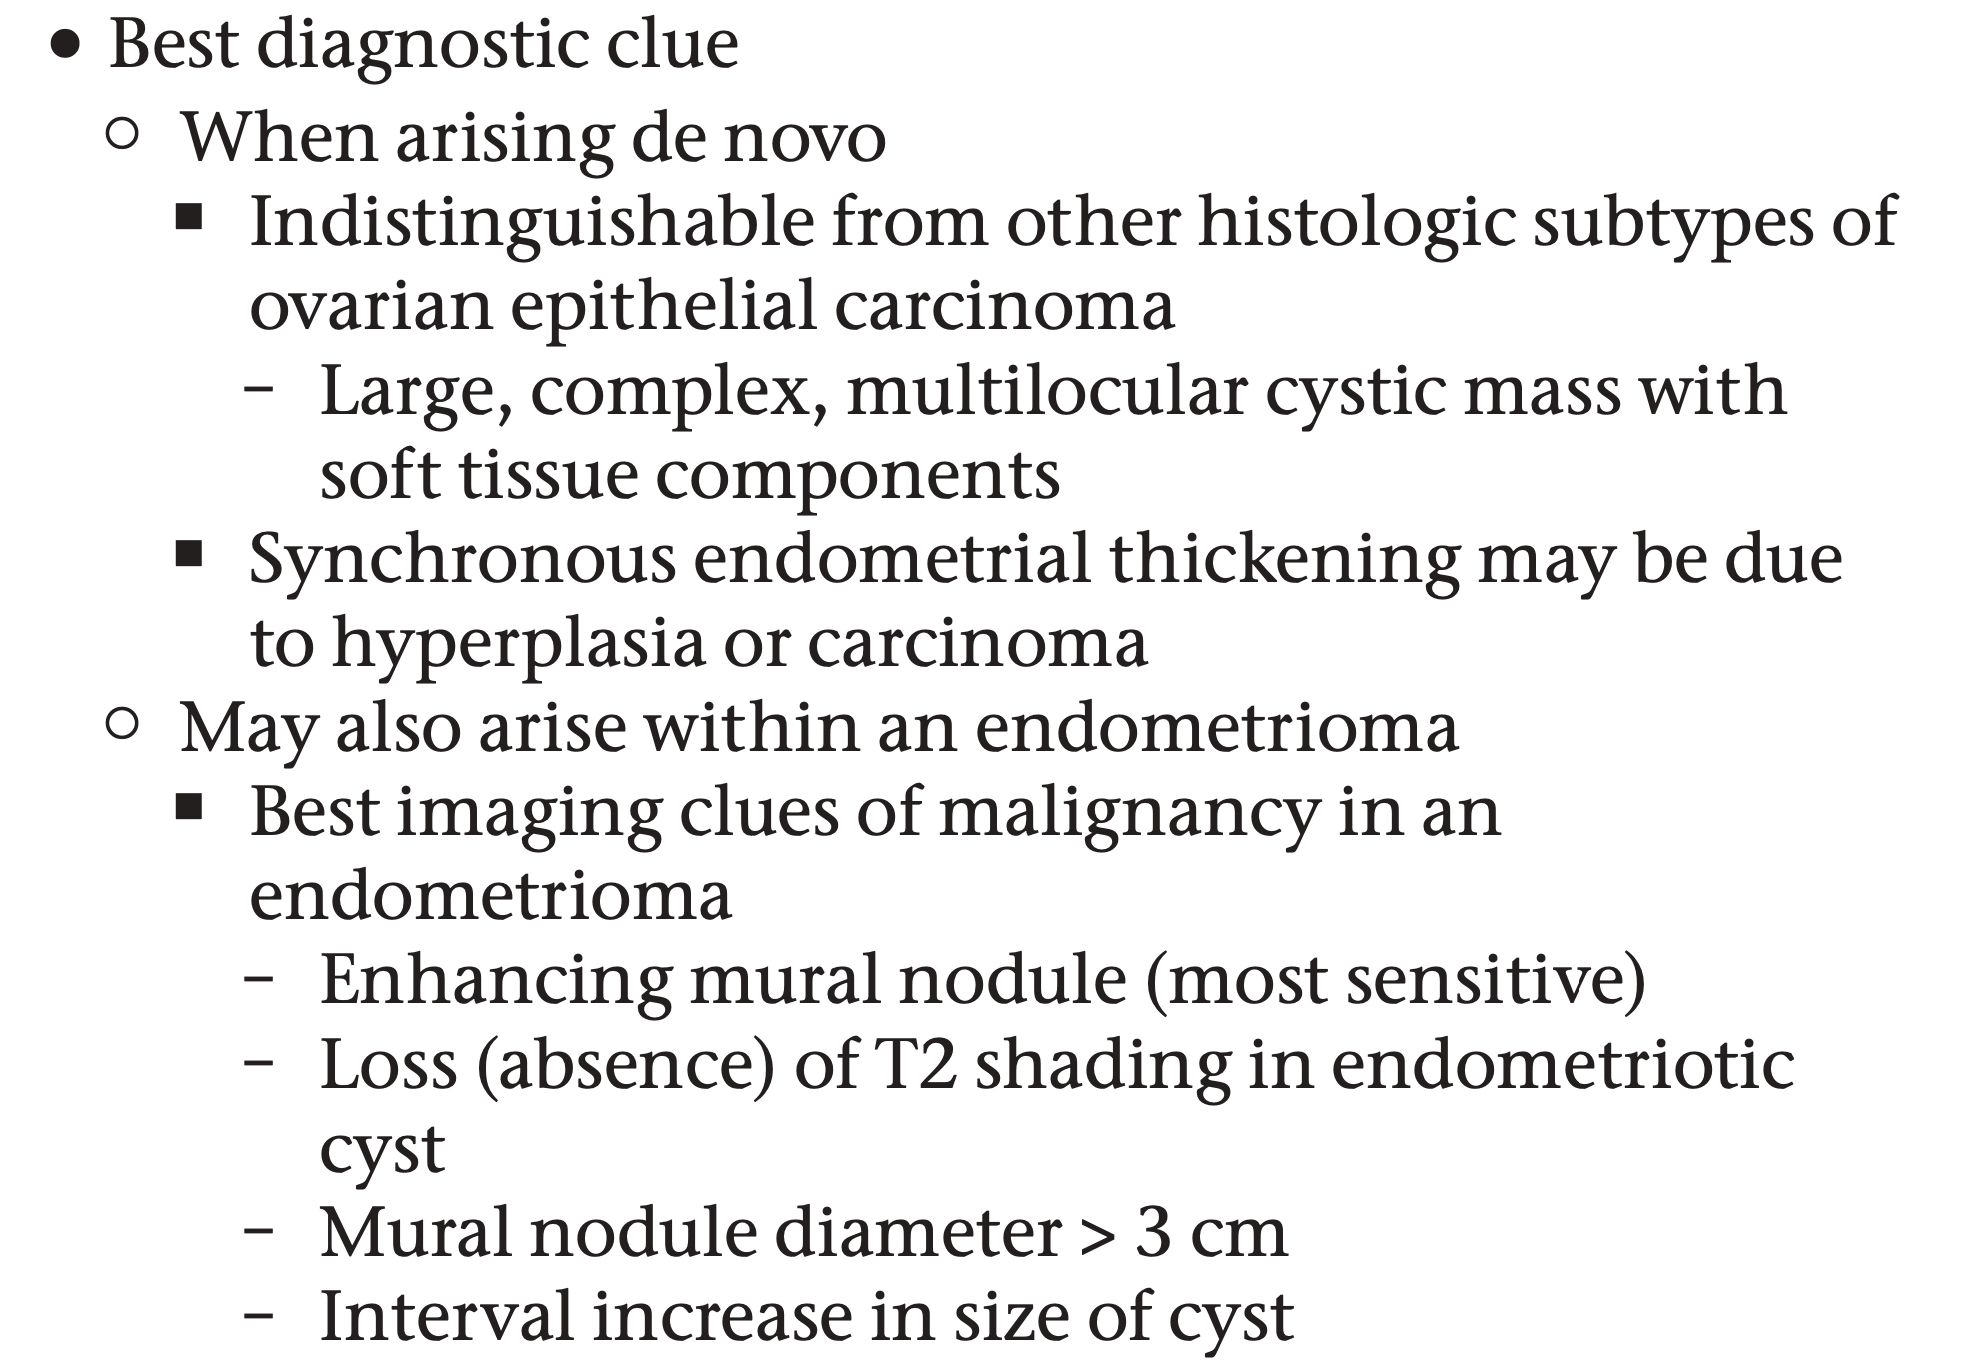 ● Best diagnostic clue
○ When arising de novo
■ Indistinguishable from other histologic subtypes of
ovarian epithelial carcinoma
– Large, complex, multilocular cystic mass with
soft tissue components
■ Synchronous endometrial thickening may be due
to hyperplasia or carcinoma
○ May also arise within an endometrioma
■ Best imaging clues of malignancy in an
endometrioma
– Enhancing mural nodule (most sensitive)
– Loss (absence) of T2 shading in endometriotic
cyst
– Mural nodule diameter > 3 cm
– Interval increase in size of cyst